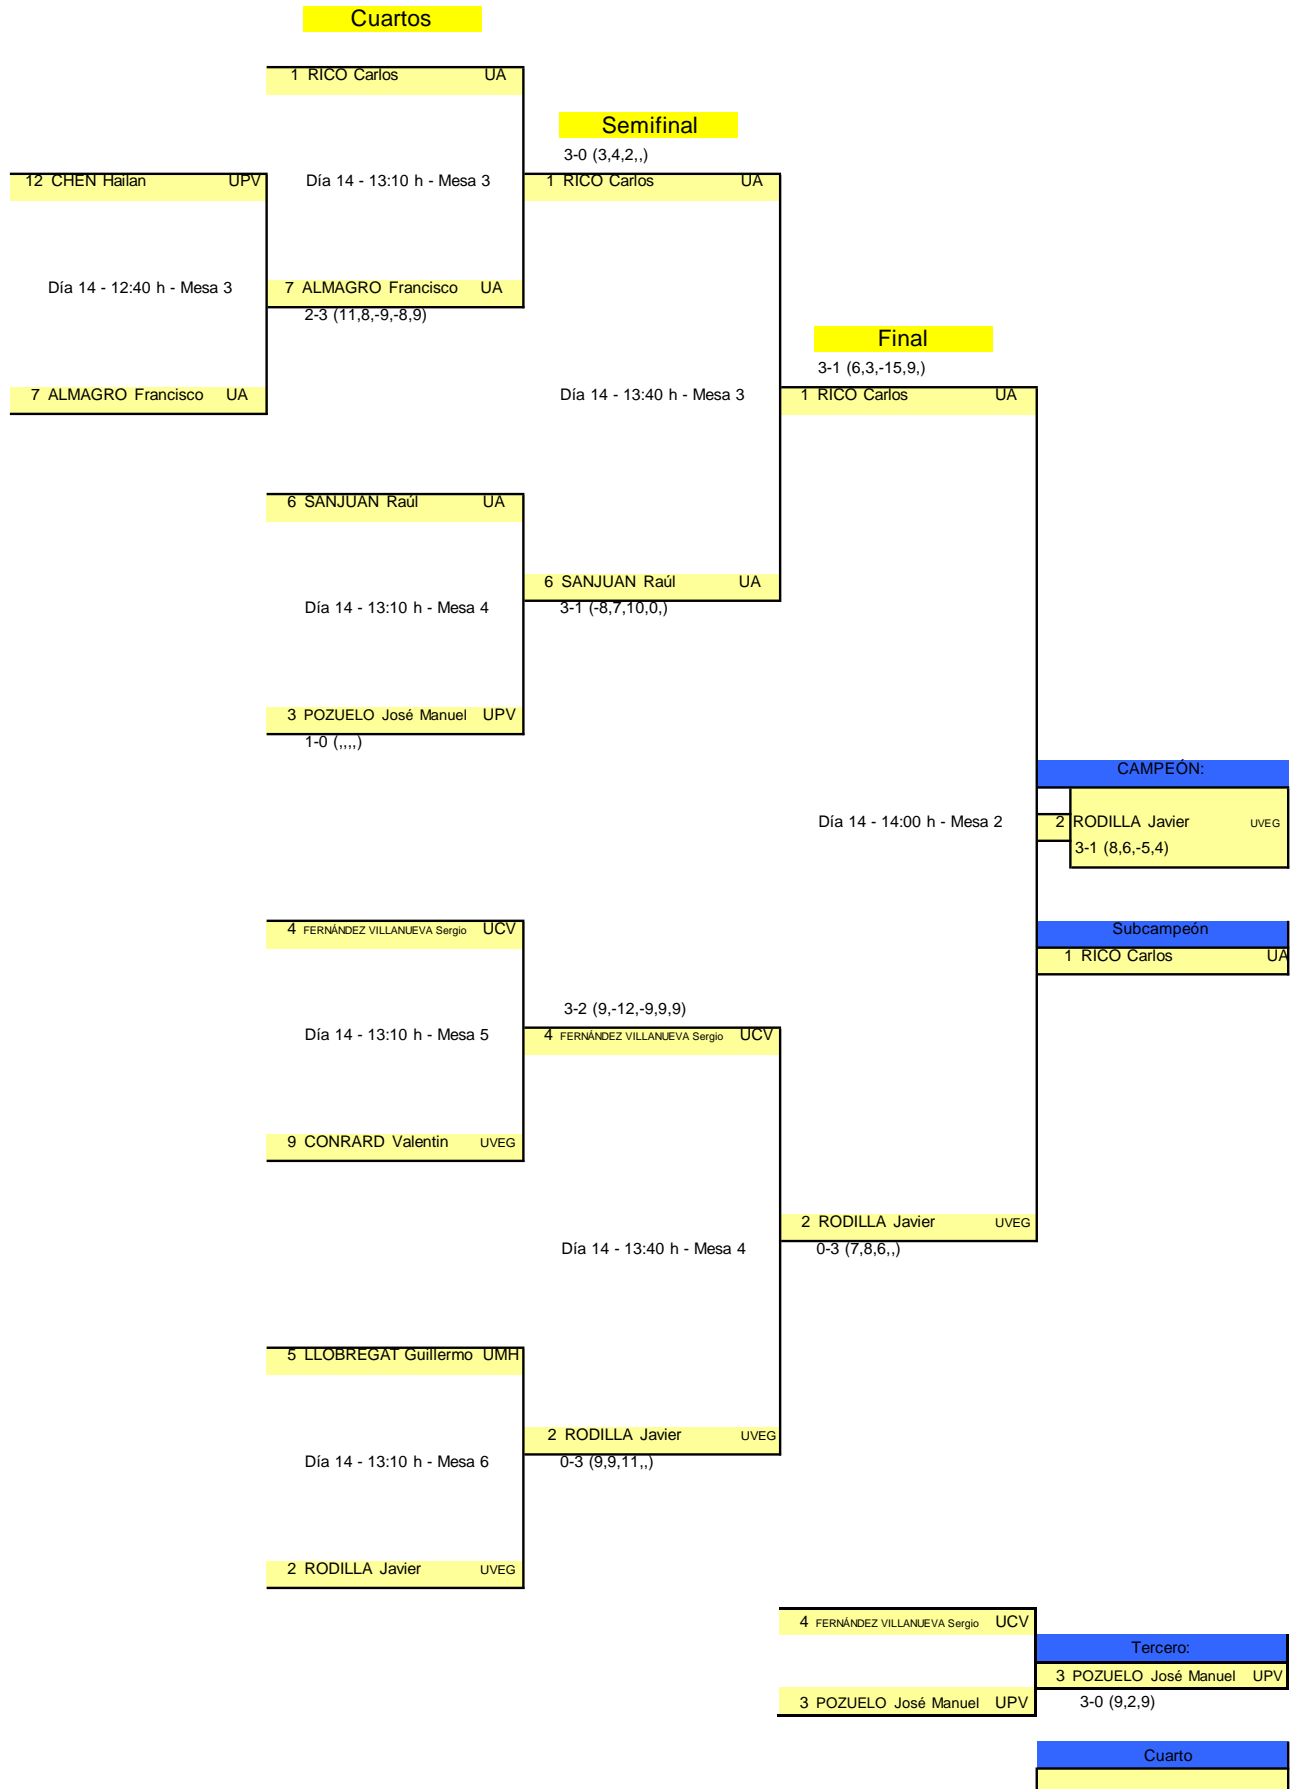 Cuartos
1 RICO Carlos UA
Semifinal
3-0 (3,4,2,,)
12 CHEN Hailan UPV
Día 14 - 13:10 h - Mesa 3
1 RICO Carlos UA
Día 14 - 12:40 h - Mesa 3
7 ALMAGRO Francisco UA
2-3 (11,8,-9,-8,9)
Final
3-1 (6,3,-15,9,)
7 ALMAGRO Francisco UA
Día 14 - 13:40 h - Mesa 3
1 RICO Carlos UA
6 SANJUAN Raúl UA
6 SANJUAN Raúl UA
Día 14 - 13:10 h - Mesa 4
3-1 (-8,7,10,0,)
3 POZUELO José Manuel UPV
1-0 (,,,,)
CAMPEÓN:
Día 14 - 14:00 h - Mesa 2
2 RODILLA Javier UVEG
3-1 (8,6,-5,4)
4 FERNÁNDEZ VILLANUEVA Sergio UCV
Subcampeón
1 RICO Carlos UA
3-2 (9,-12,-9,9,9)
Día 14 - 13:10 h - Mesa 5
4 FERNÁNDEZ VILLANUEVA Sergio UCV
9 CONRARD Valentin UVEG
2 RODILLA Javier UVEG
Día 14 - 13:40 h - Mesa 4
0-3 (7,8,6,,)
5 LLOBREGAT Guillermo UMH
2 RODILLA Javier UVEG
Día 14 - 13:10 h - Mesa 6
0-3 (9,9,11,,)
2 RODILLA Javier UVEG
4 FERNÁNDEZ VILLANUEVA Sergio UCV
Tercero:
3 POZUELO José Manuel UPV
3 POZUELO José Manuel UPV
3-0 (9,2,9)
Cuarto